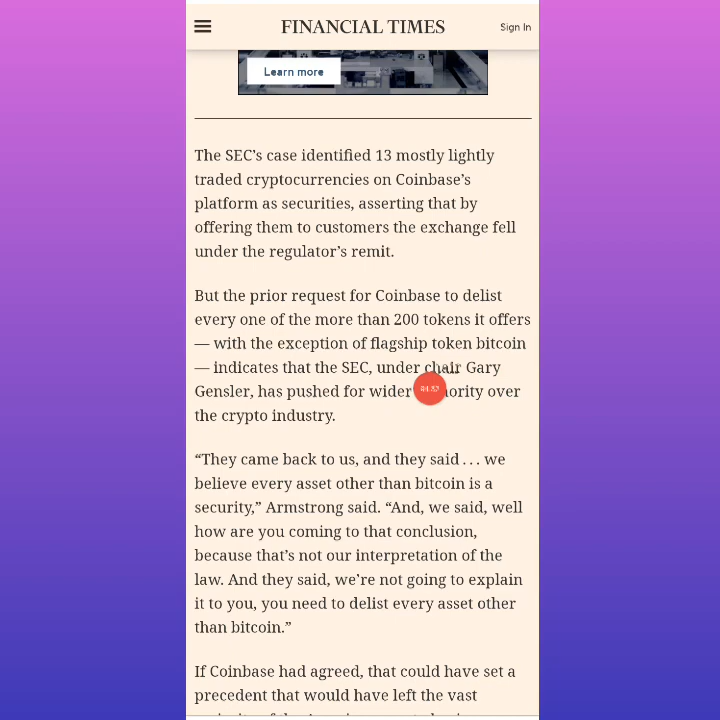 FINANCIAL TIMES
Sign In
Learn more
The SEC’s case identified 13 mostly lightly
traded cryptocurrencies on Coinbase’s
platform as securities, asserting that by
offering them to customers the exchange fell
under the regulator’s remit.
But the prior request for Coinbase to delist
every one of the more than 200 tokens it offers
— with the exception of flagship token bitcoin
— indicates that the SEC, under chair Gary
Gensler, has pushed for wider ority over
the crypto industry.
“They came back to us, and they said . . . we
believe every asset other than bitcoin is a
security,” Armstrong said. “And, we said, well
how are you coming to that conclusion,
because that’s not our interpretation of the
law. And they said, we’re not going to explain
it to you, you need to delist every asset other
than bitcoin.”
If Coinbase had agreed, that could have set a
precedent that would have left the vast